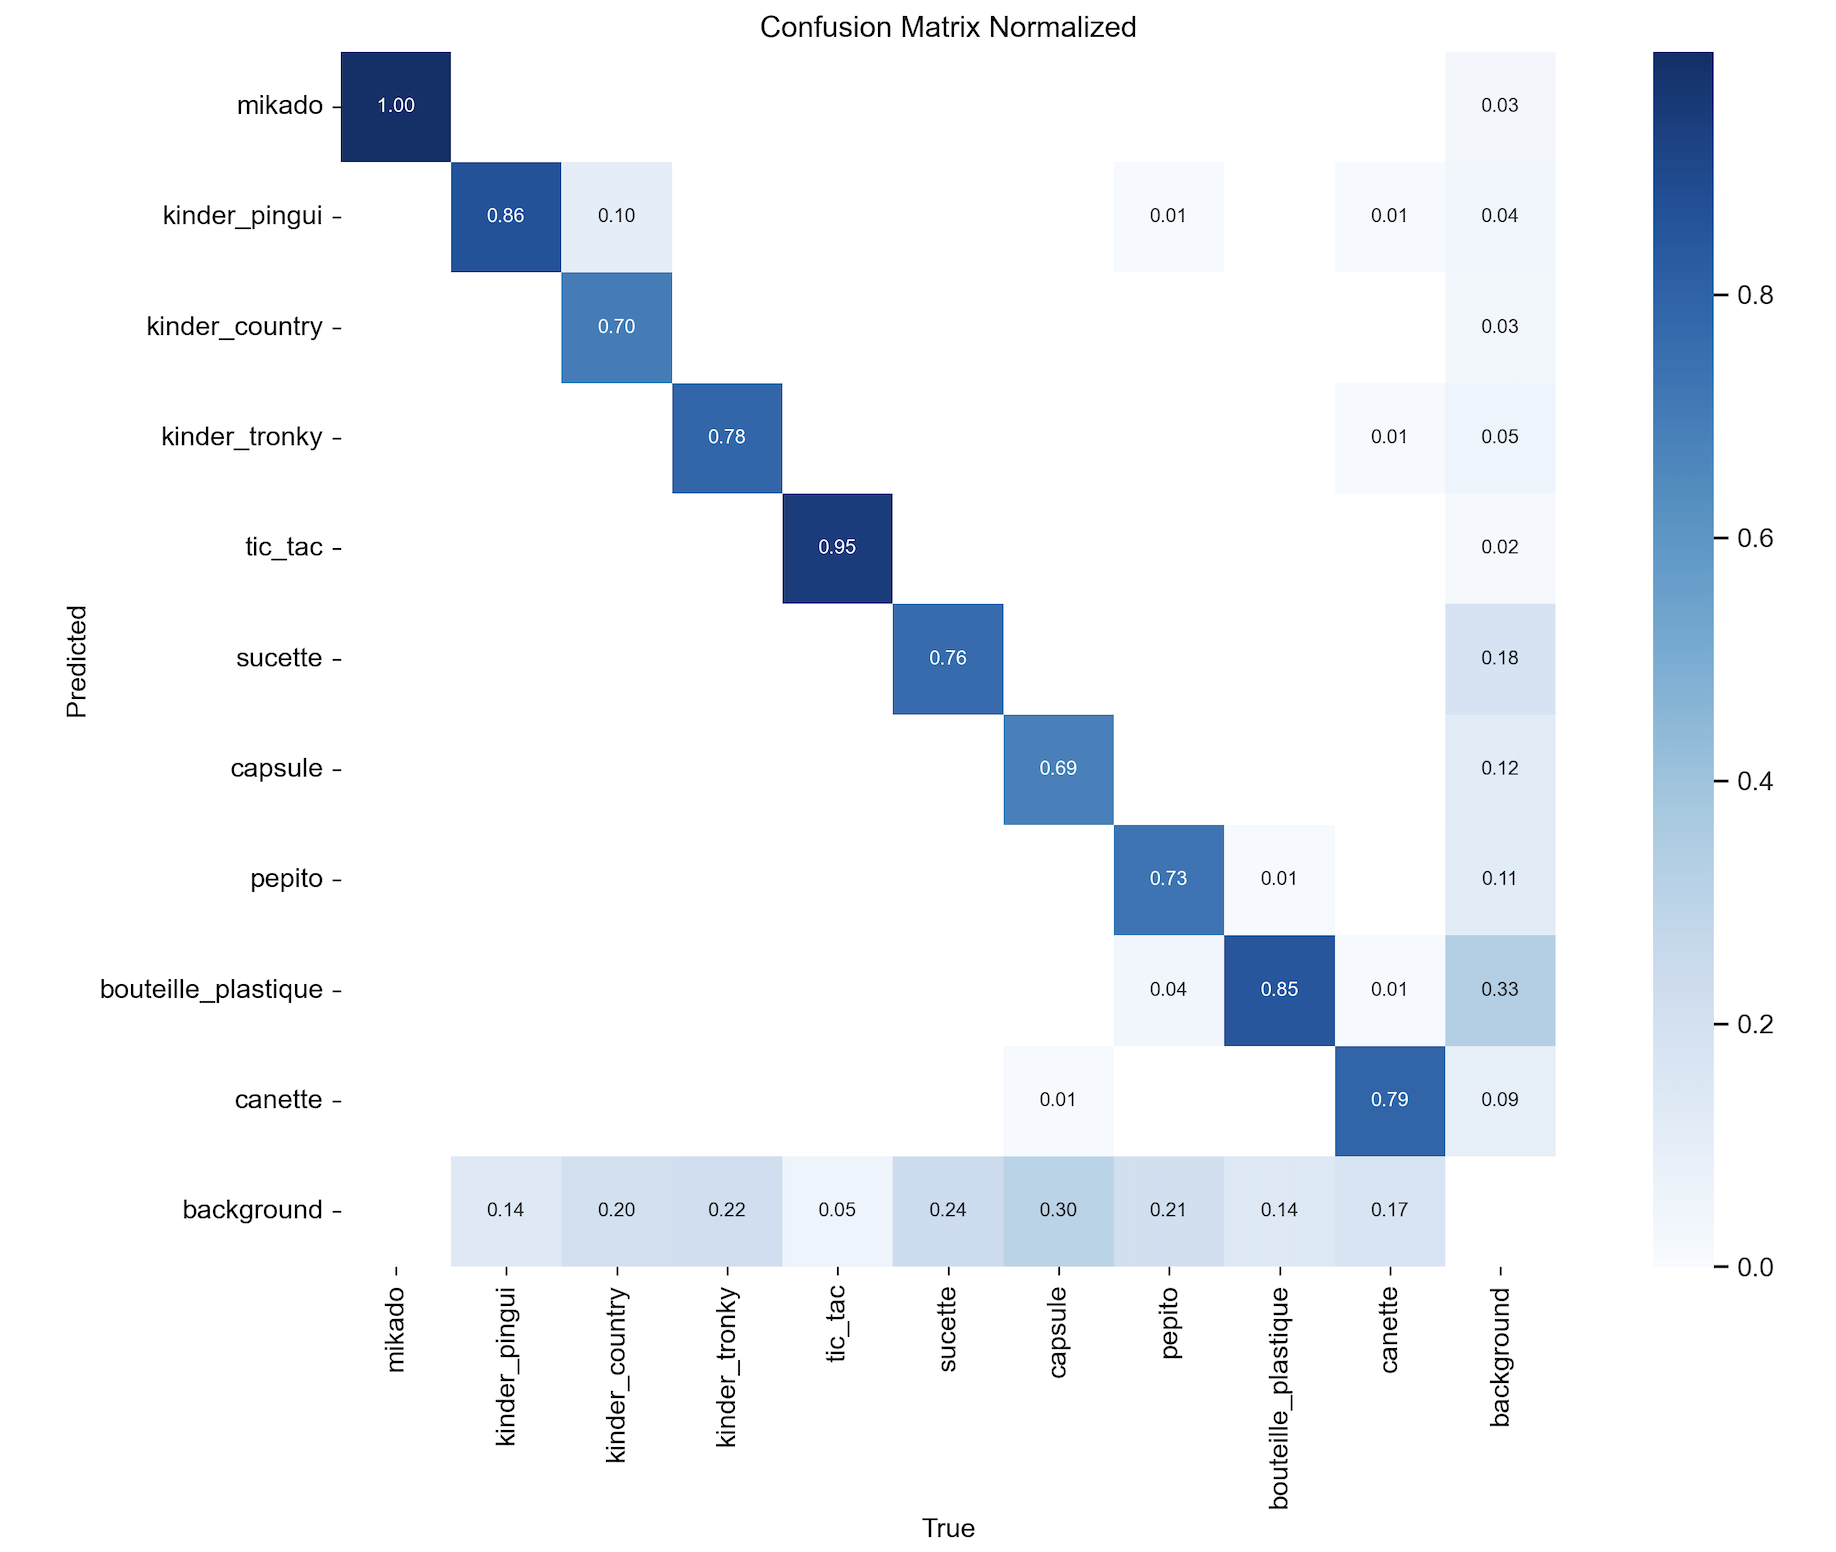 Confusion Matrix Normalized
mikado
1.00
0.03
kinder_pingui
0.86
0.10
0.01
0.01
0.04
kinder_country
0.70
0.03
kinder_tronky
0.78
0.01
0.05
tic_tac
0.95
0.02
sucette
0.76
0.18
capsule
0.69
0.12
pepito
0.73
0.01
0.11
bouteille_plastique
0.04
0.85
0.01
0.33
canette
0.01
0.79
0.09
background
0.14
0.20
0.22
0.05
0.24
0.30
0.21
0.14
0.17
Predicted
mikado
kinder_pingui
kinder_country
kinder_tronky
tic_tac
sucette
capsule
pepito
bouteille_plastique
canette
background
True
0.8
0.6
0.4
0.2
0.0